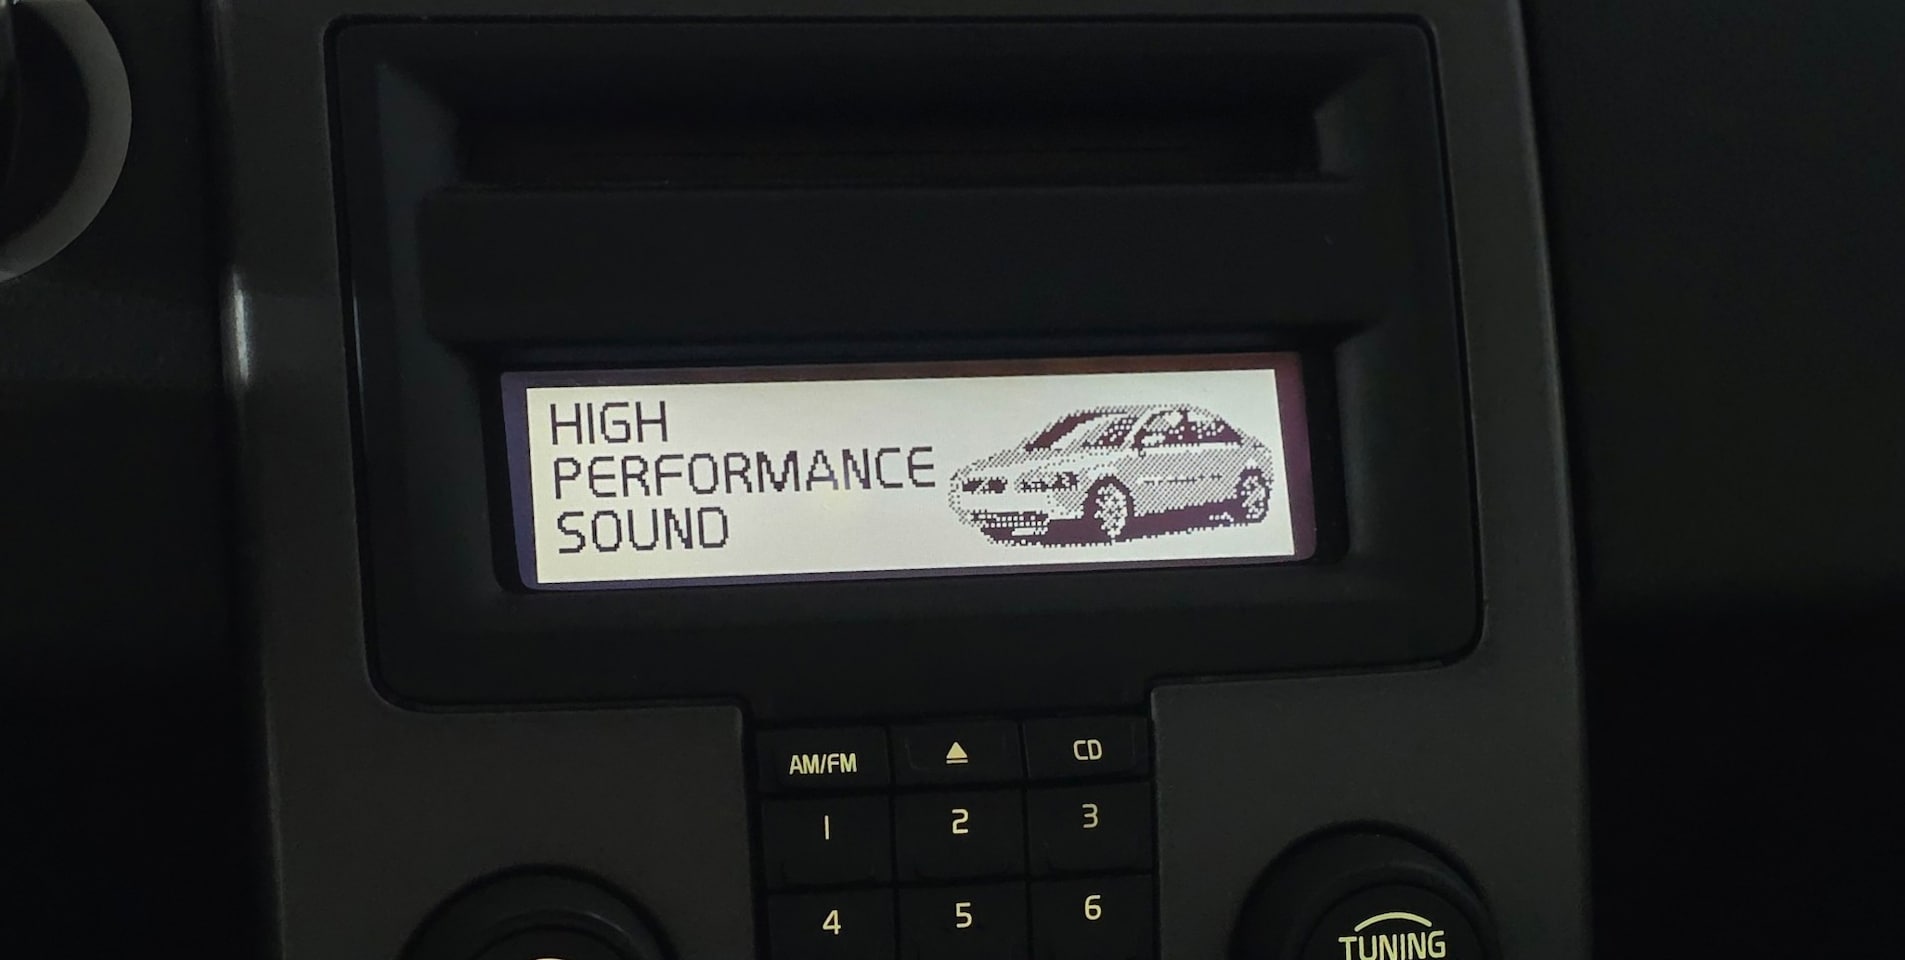 HIGH
PERFORMANCE
SOUND
AM/FM
CD
1
2
3
4
5
6
TUNING